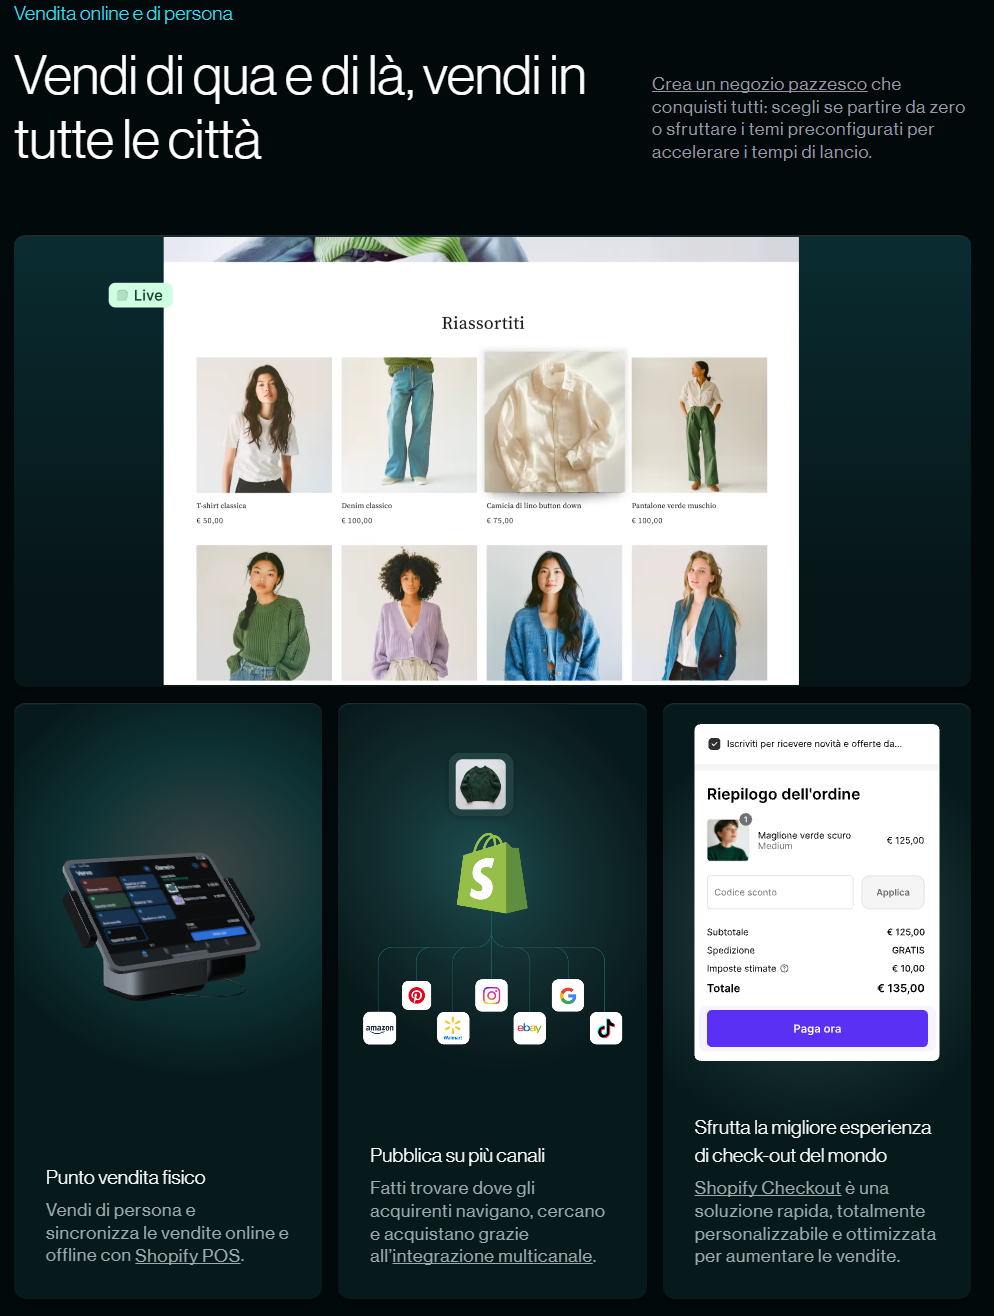 Vendita online e di persona
Vendi di qua e di là, vendi in
tutte le città
Crea un negozio pazzesco che
conquisti tutti: scegli se partire da zero
o sfruttare i temi preconfigurati per
accelerare i tempi di lancio.
Live
Riassortiti
T-shirt classica
€ 50,00
Denim classico
€ 100,00
Camicia di lino button down
€ 75,00
Pantalone verde muschio
€ 100,00
Punto vendita fisico
Vendi di persona e
sincronizza le vendite online e
offline con Shopify POS.
S
amazon
Walmart
ebay
G
Pubblica su più canali
Fatti trovare dove gli
acquirenti navigano, cercano
e acquistano grazie
all'integrazione multicanale.
Iscriviti per ricevere novità e offerte da...
Riepilogo dell'ordine
1
Maglione verde scuro
Medium
€ 125,00
Codice sconto
Applica
Subtotale € 125,00
Spedizione GRATIS
Imposte stimate € 10,00
Totale € 135,00
Paga ora
Sfrutta la migliore esperienza
di check-out del mondo
Shopify Checkout è una
soluzione rapida, totalmente
personalizzabile e ottimizzata
per aumentare le vendite.